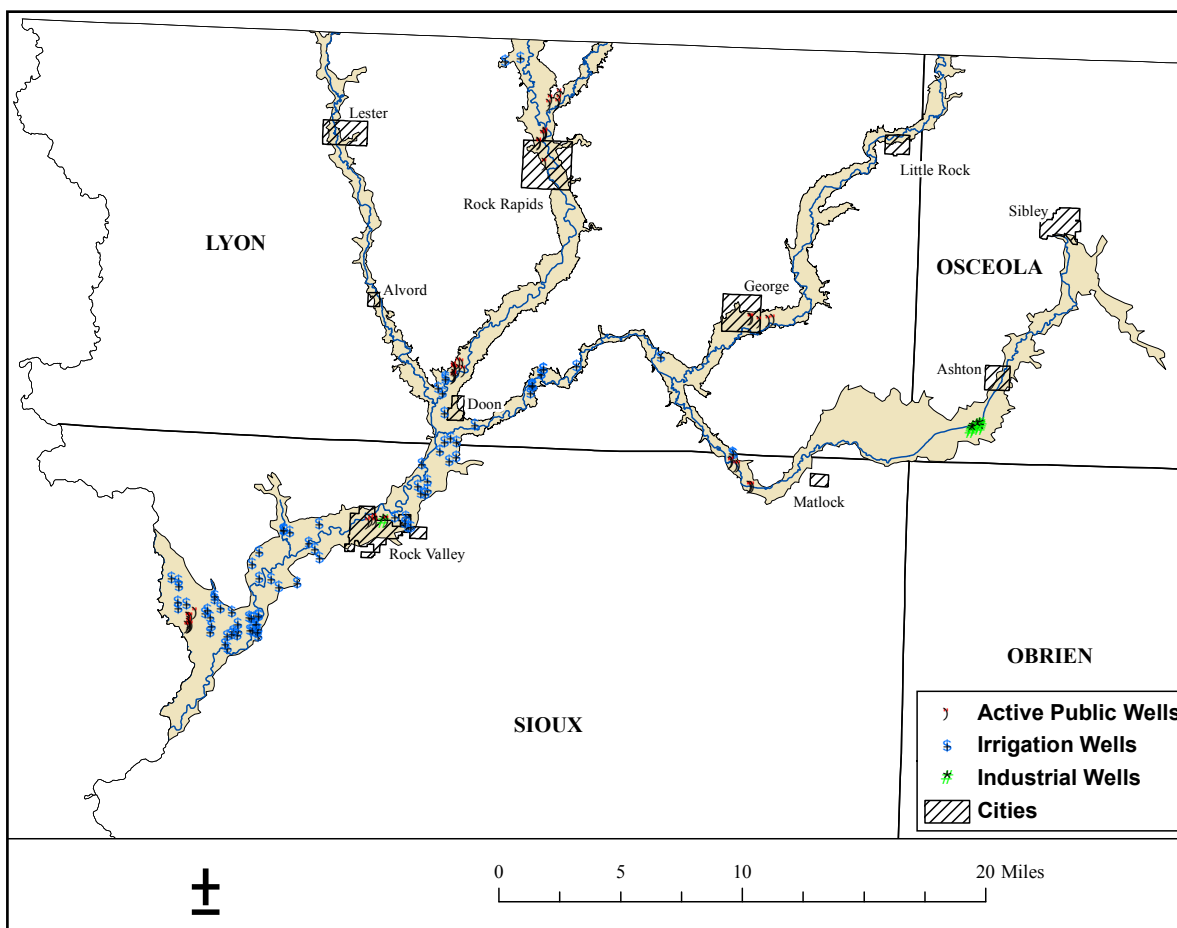 Lester
Little Rock
Rock Rapids
Sibley
LYON
OSCEOLA
Alvord
George
Ashton
Doon
Matlock
Rock Valley
OBRIEN
SIOUX
Active Public Wells
Irrigation Wells
Industrial Wells
Cities
0 5 10 20 Miles
±